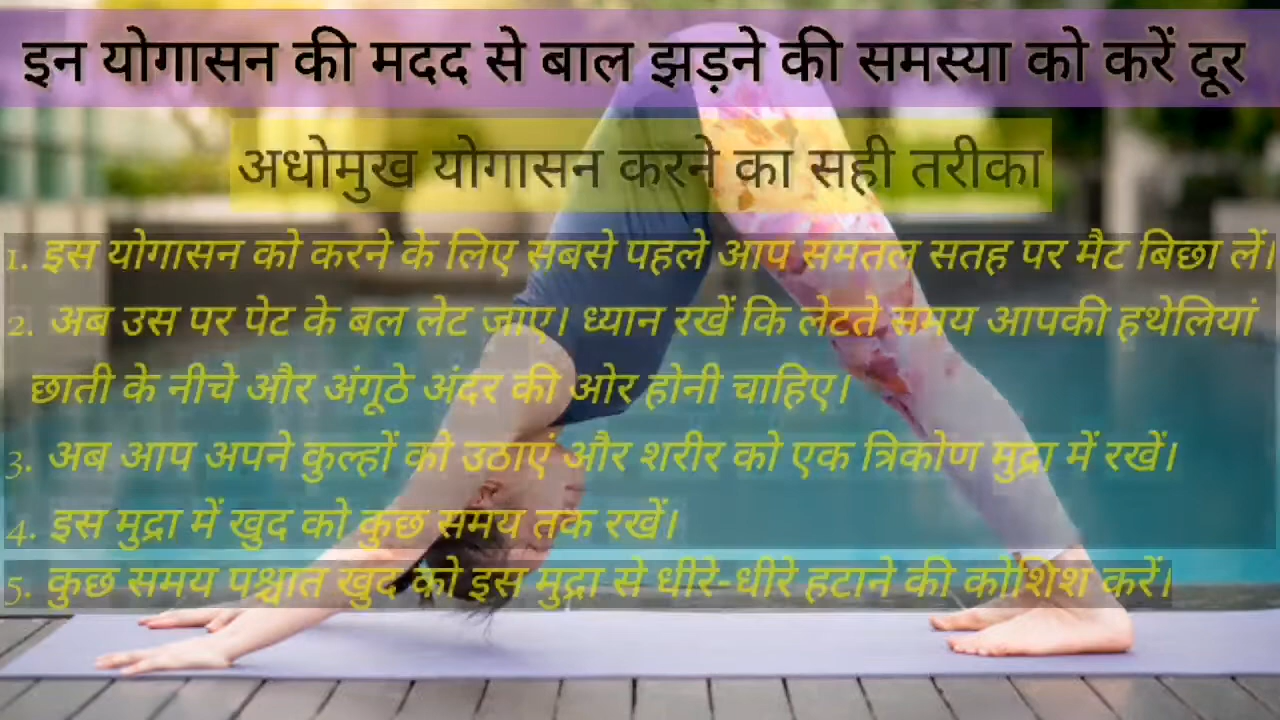 इन योगासन की मदद से बाल झड़ने की समस्या को करें दूर
अधोमुख योगासन करने का सही तरीका
1. इस योगासन को करने के लिए सबसे पहले आप समतल सतह पर मैट बिछा लें।
2. अब उस पर पेट के बल लेट जाए। ध्यान रखें कि लेटते समय आपकी हथेलियां
छाती के नीचे और अंगूठे अंदर की ओर होनी चाहिए।
3. अब आप अपने कुल्हों को उठाएं और शरीर को एक त्रिकोण मुद्रा में रखें।
4. इस मुद्रा में खुद को कुछ समय तक रखें।
5. कुछ समय पश्चात खुद को इस मुद्रा से धीरे-धीरे हटाने की कोशिश करें।